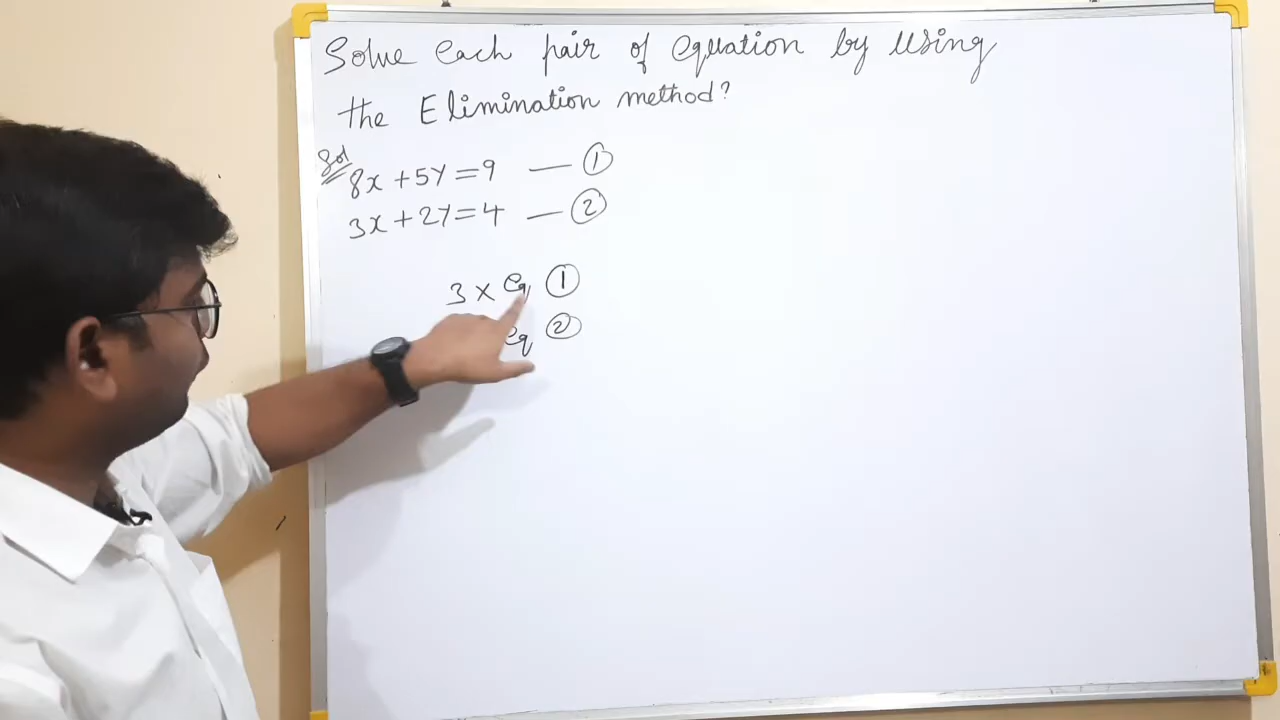 Solve each pair of equation by using
the Elimination method?
Sol
8x + 5y = 9 — ①
3x + 2y = 4 — ②
3 x eq ①
eq ②